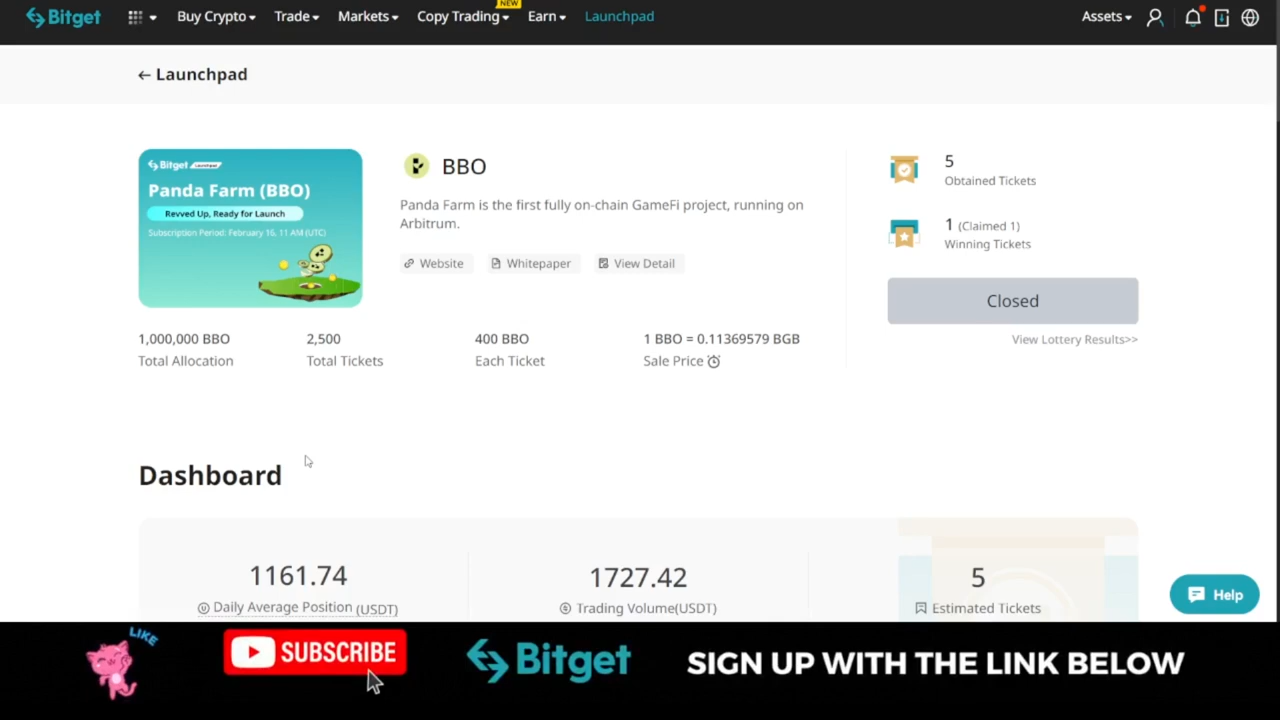 Bitget
Buy Crypto
Trade
Markets
Copy Trading
NEW
Earn
Launchpad
Assets
← Launchpad
Bitget Launchpad
Panda Farm (BBO)
Revved Up, Ready for Launch
Subscription Period: February 16, 11 AM (UTC)
BBO
Panda Farm is the first fully on-chain GameFi project, running on
Arbitrum.
Website
Whitepaper
View Detail
1,000,000 BBO
Total Allocation
2,500
Total Tickets
400 BBO
Each Ticket
1 BBO = 0.11369579 BGB
Sale Price
5
Obtained Tickets
1 (Claimed 1)
Winning Tickets
Closed
View Lottery Results>>
Dashboard
1161.74
Daily Average Position (USDT)
1727.42
Trading Volume(USDT)
5
Estimated Tickets
Help
LIKE
SUBSCRIBE
Bitget
SIGN UP WITH THE LINK BELOW